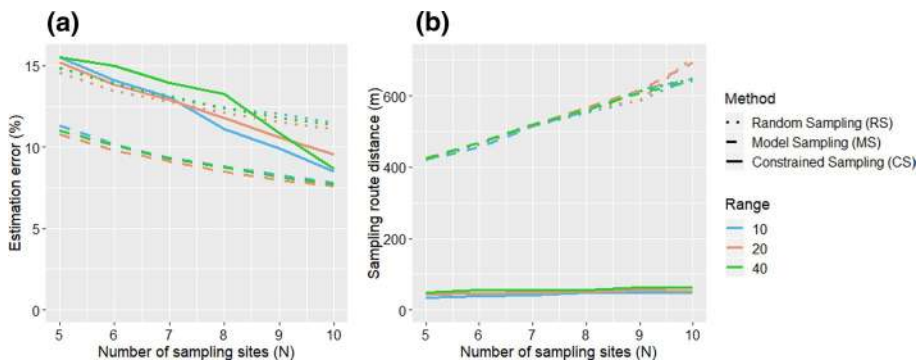 (a)
Estimation error (%)
15
10
5
0
5 6 7 8 9 10
Number of sampling sites (N)
(b)
Sampling route distance (m)
600
400
200
0
5 6 7 8 9 10
Number of sampling sites (N)
Method
Random Sampling (RS)
Model Sampling (MS)
Constrained Sampling (CS)
Range
10
20
40